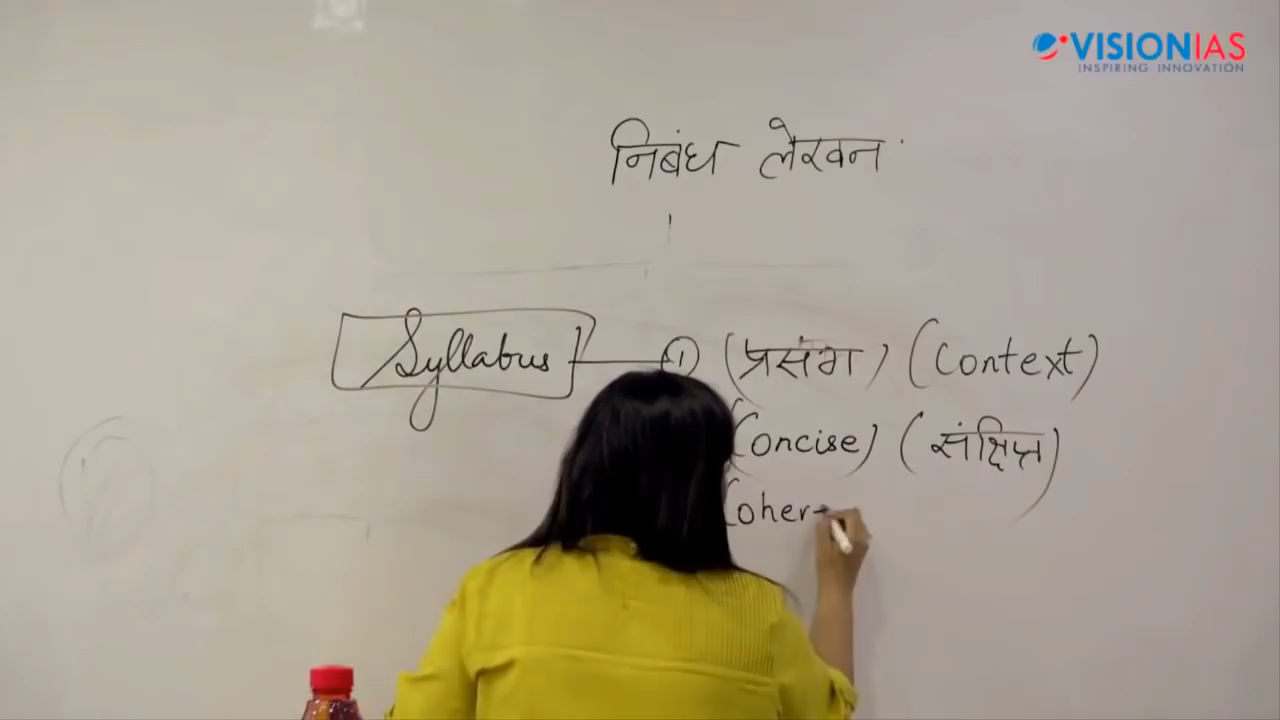 VISIONIAS
INSPIRING INNOVATION
निबंध लेखन
Syllabus ① (प्रसंग) (Context)
(Concise) (संक्षिप्त)
Coher